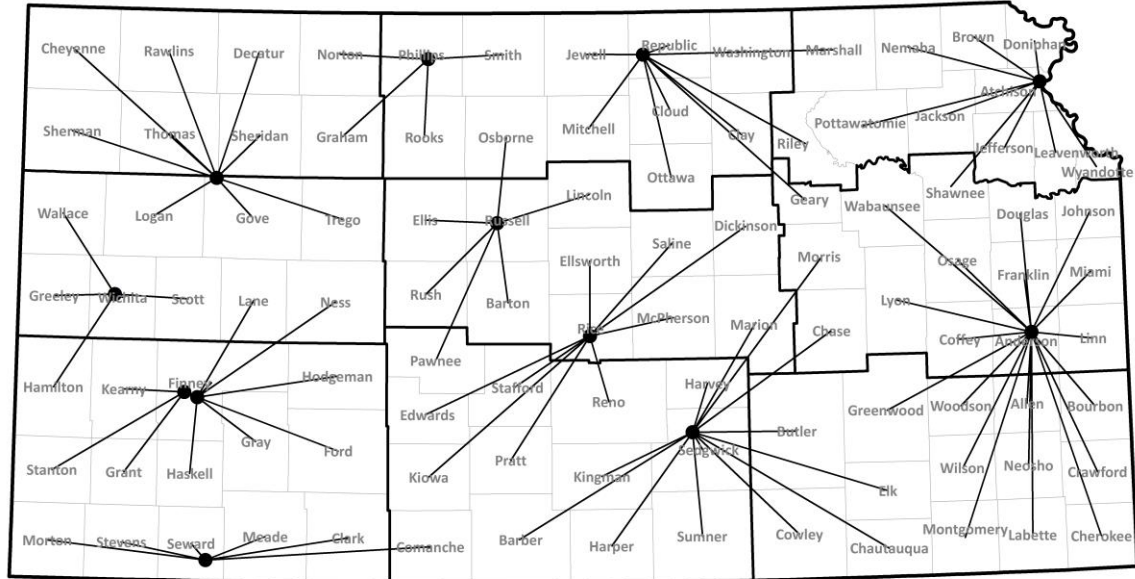 Cheyenne
Rawlins
Decatur
Norton
Phillips
Smith
Jewell
Republic
Washington
Marshall
Nemaha
Brown
Doniphan
Atchison
Sherman
Thomas
Sheridan
Graham
Rooks
Osborne
Mitchell
Cloud
Clay
Riley
Pottawatomie
Jackson
Jefferson
Leavenworth
Wyandotte
Ottawa
Shawnee
Wallace
Logan
Gove
Trego
Ellis
Russell
Lincoln
Saline
Dickinson
Geary
Wabaunsee
Douglas
Johnson
Morris
Osage
Franklin
Miami
Greeley
Wichita
Scott
Lane
Ness
Rush
Barton
Ellsworth
Rice
McPherson
Marion
Chase
Lyon
Coffey
Anderson
Linn
Hamilton
Kearny
Finney
Hodgeman
Pawnee
Edwards
Stafford
Reno
Harvey
Butler
Greenwood
Woodson
Allen
Bourbon
Stanton
Grant
Haskell
Gray
Ford
Kiowa
Pratt
Kingman
Sedgwick
Elk
Wilson
Neosho
Crawford
Morton
Stevens
Seward
Meade
Clark
Comanche
Barber
Harper
Sumner
Cowley
Chautauqua
Montgomery
Labette
Cherokee